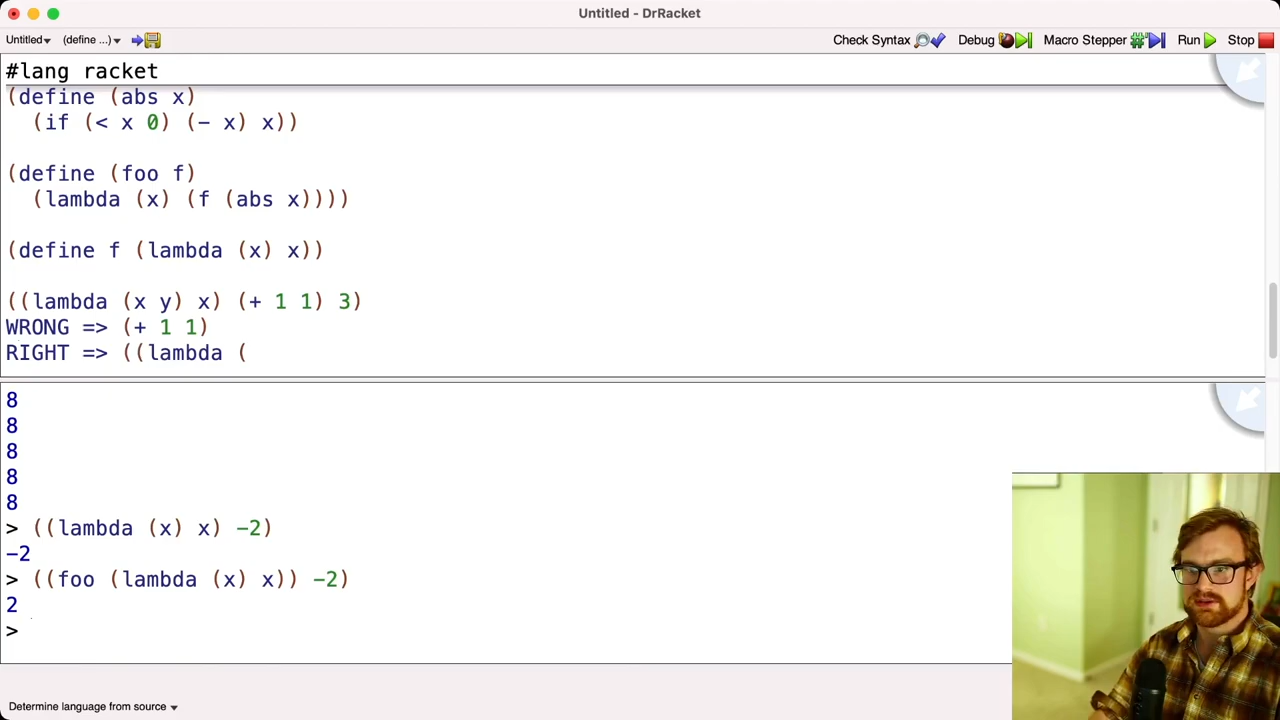 Untitled - DrRacket
Untitled (define ...) Check Syntax Debug Macro Stepper Run Stop
#lang racket
(define (abs x)
(if (< x 0) (- x) x))
(define (foo f)
(lambda (x) (f (abs x))))
(define f (lambda (x) x))
((lambda (x y) x) (+ 1 1) 3)
WRONG => (+ 1 1)
RIGHT => ((lambda (
8
8
8
8
8
> ((lambda (x) x) -2)
-2
> ((foo (lambda (x) x)) -2)
2
>
Determine language from source